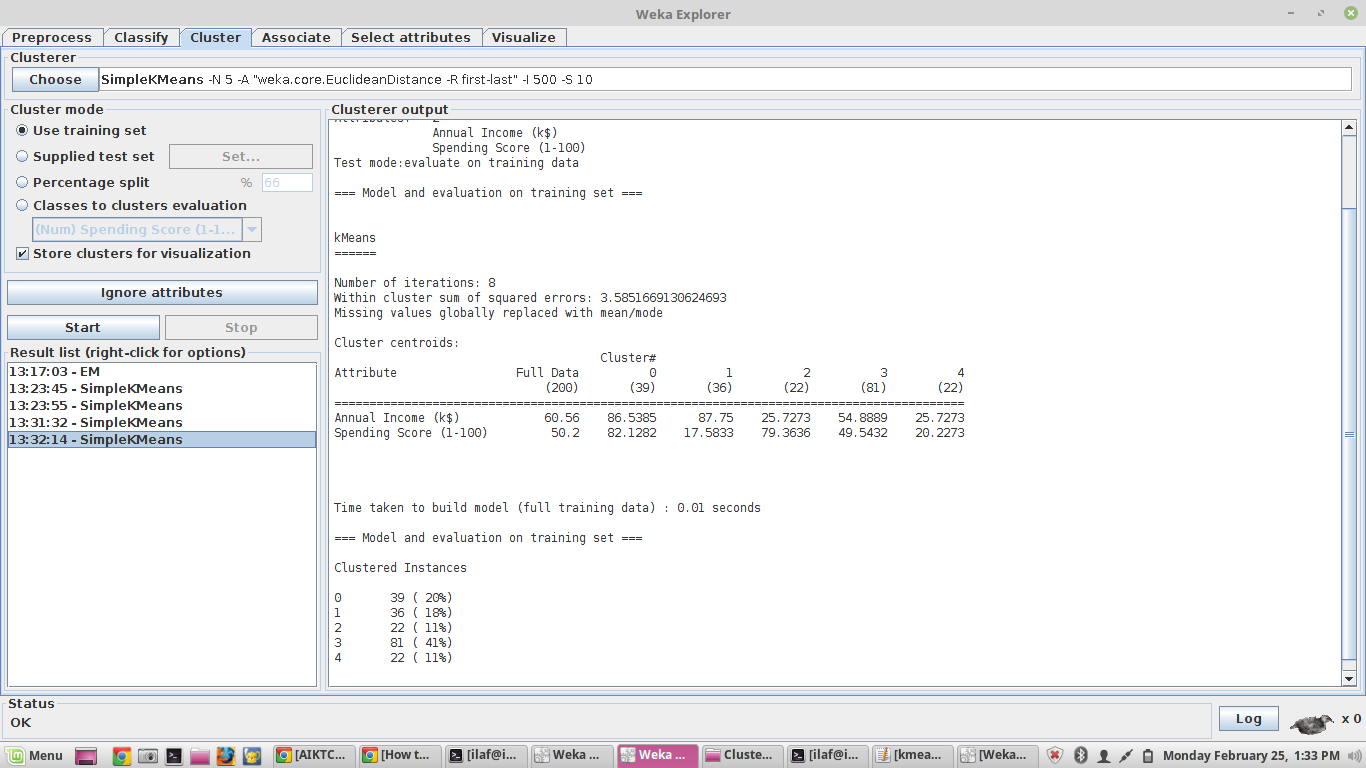 Weka Explorer
Preprocess Classify Cluster Associate Select attributes Visualize
Clusterer
Choose SimpleKMeans -N 5 -A "weka.core.EuclideanDistance -R first-last" -I 500 -S 10
Cluster mode
Use training set
Supplied test set Set...
Percentage split % 66
Classes to clusters evaluation
(Num) Spending Score (1-1...
Store clusters for visualization
Ignore attributes
Start Stop
Result list (right-click for options)
13:17:03 - EM
13:23:45 - SimpleKMeans
13:23:55 - SimpleKMeans
13:31:32 - SimpleKMeans
13:32:14 - SimpleKMeans
Clusterer output
Annual Income (k$)
Spending Score (1-100)
Test mode:evaluate on training data
=== Model and evaluation on training set ===
kMeans
======
Number of iterations: 8
Within cluster sum of squared errors: 3.5851669130624693
Missing values globally replaced with mean/mode
Cluster centroids:
Cluster#
Attribute Full Data 0 1 2 3 4
(200) (39) (36) (22) (81) (22)
==========================================================================================
Annual Income (k$) 60.56 86.5385 87.75 25.7273 54.8889 25.7273
Spending Score (1-100) 50.2 82.1282 17.5833 79.3636 49.5432 20.2273
Time taken to build model (full training data) : 0.01 seconds
=== Model and evaluation on training set ===
Clustered Instances
0 39 ( 20%)
1 36 ( 18%)
2 22 ( 11%)
3 81 ( 41%)
4 22 ( 11%)
Status
OK
Log x 0
Menu [AIKTC... [How t... [ilaf@i... Weka ... Weka ... Cluste... [ilaf@i... [kmea... [Weka... Monday February 25, 1:33 PM